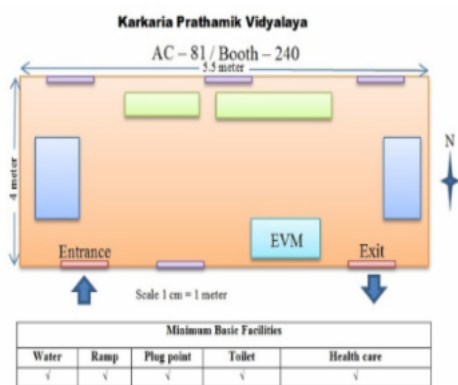 Karkaria Prathamik Vidyalaya
AC – 81 / Booth – 240
5.5 meter
4 meter
N
EVM
Entrance
Exit
Scale 1 cm = 1 meter
Minimum Basic Facilities
Water Ramp Plug point Toilet Health care
√ √ √ √ √